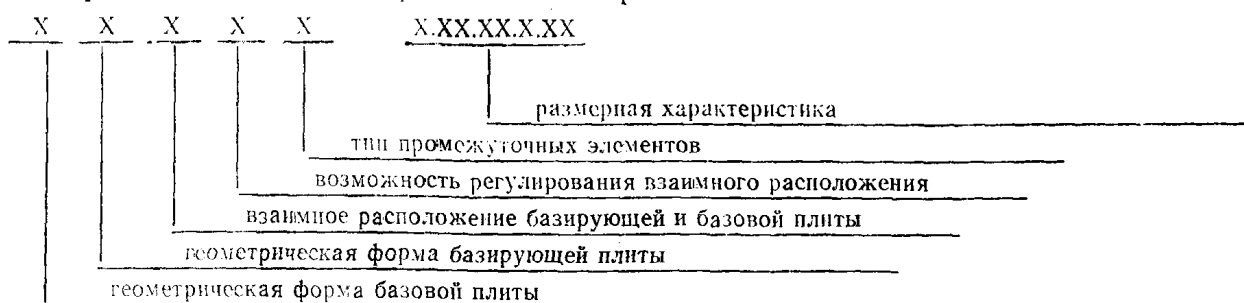 X X X X X X.XX.XX.X.XX
размерная характеристика
тип промежуточных элементов
возможность регулирования взаимного расположения
взаимное расположение базирующей и базовой плиты
геометрическая форма базирующей плиты
геометрическая форма базовой плиты